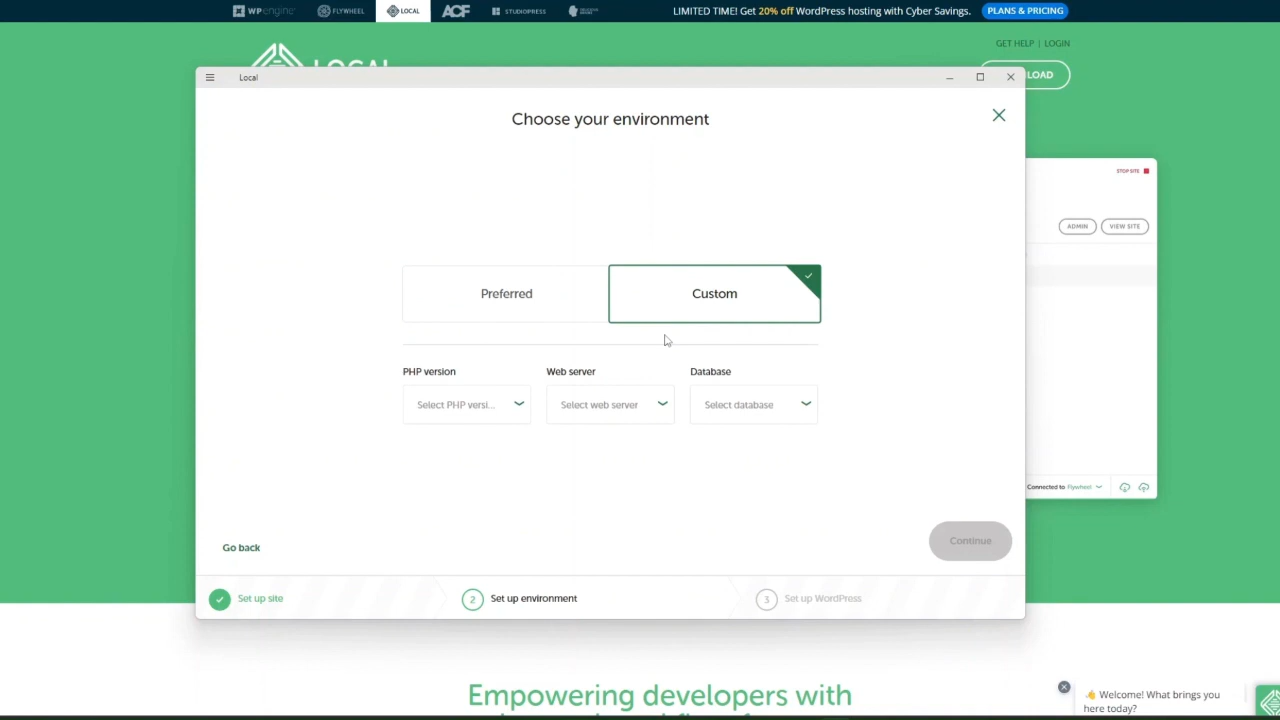 WPengine
FLYWHEEL
LOCAL
ACF
STUDIOPRESS
LIMITED TIME! Get 20% off WordPress hosting with Cyber Savings.
PLANS & PRICING
GET HELP | LOGIN
LOCAL
LOAD
Local
Choose your environment
STOP SITE
ADMIN
VIEW SITE
Preferred
Custom
PHP version
Web server
Database
Select PHP versi...
Select web server
Select database
Connected to Flywheel
Go back
Continue
Set up site
2
Set up environment
3
Set up WordPress
Empowering developers with
👋 Welcome! What brings you
here today?